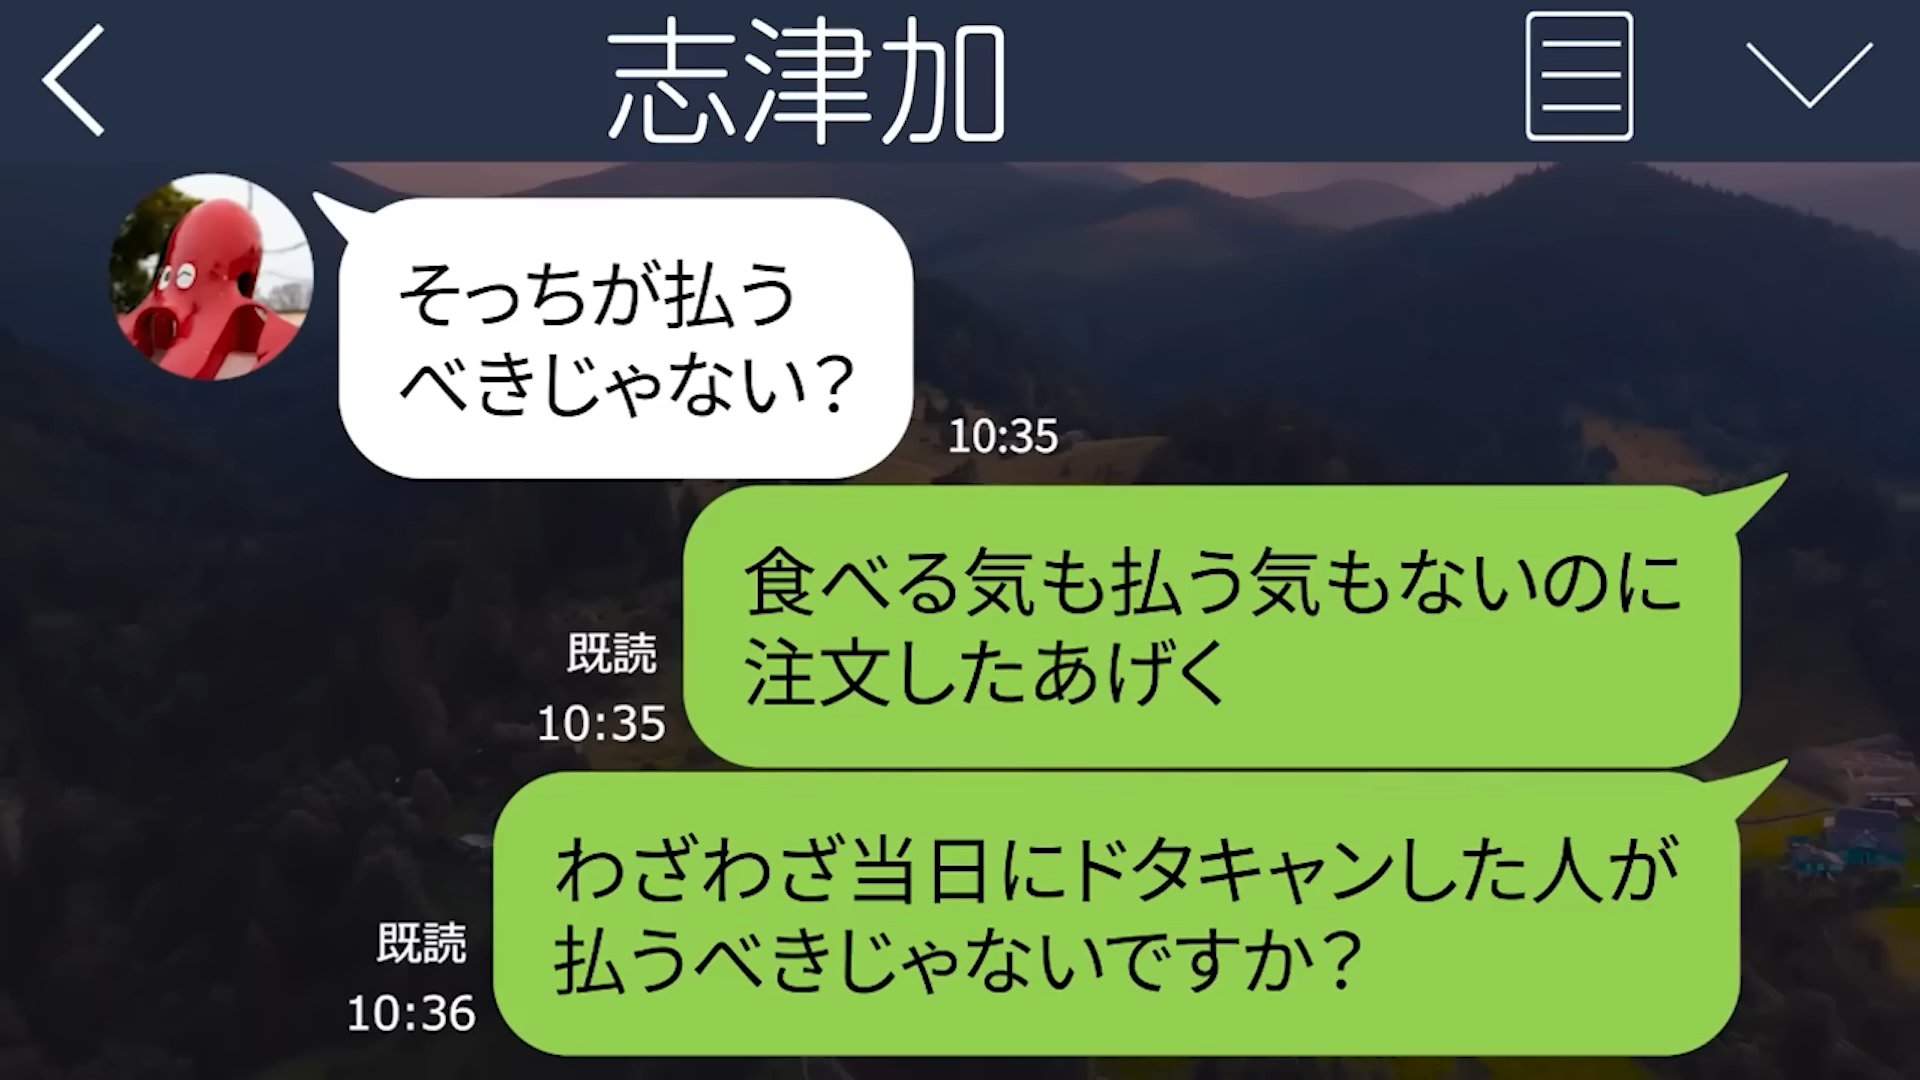 志津加
そっちが払う
べきじゃない？
10:35
食べる気も払う気もないのに
注文したあげく
既読
10:35
わざわざ当日にドタキャンした人が
払うべきじゃないですか？
既読
10:36